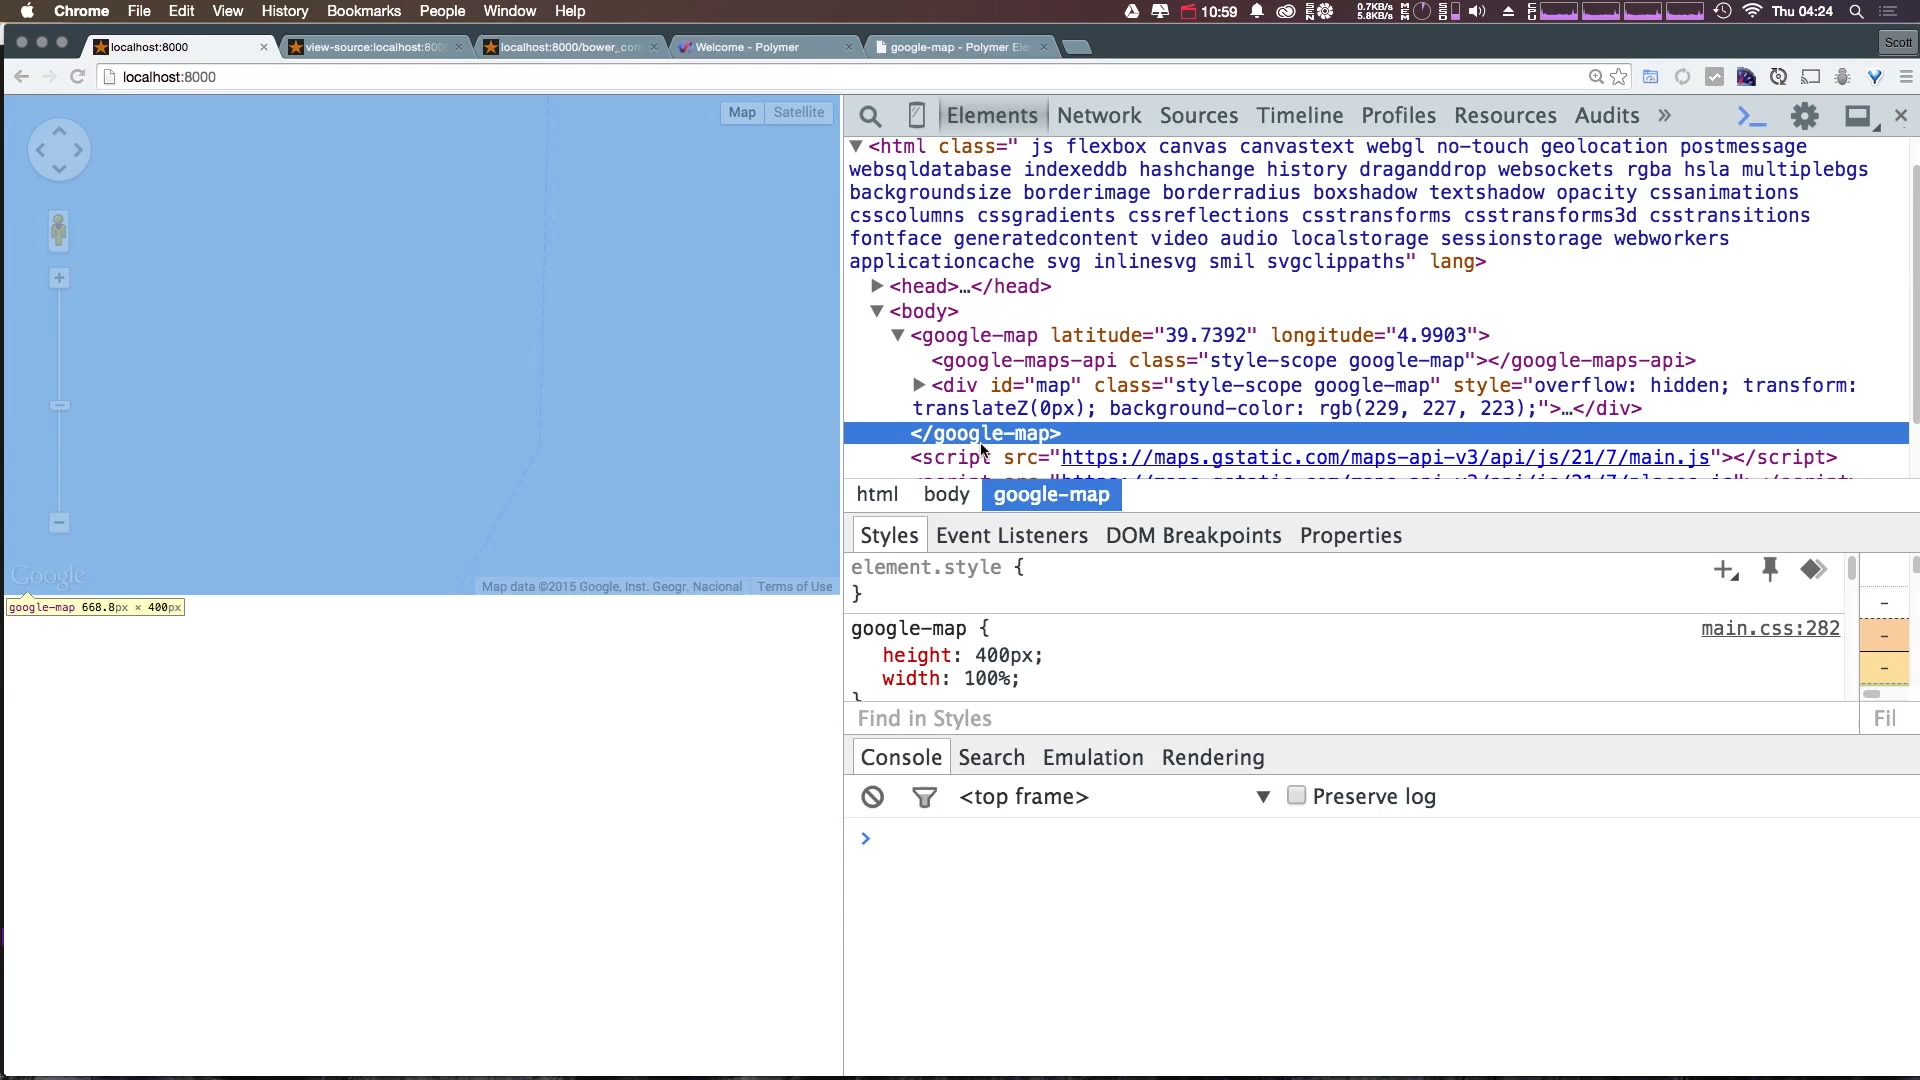 Chrome File Edit View History Bookmarks People Window Help 10:59 0.7KB/s 5.8KB/s Thu 04:24
localhost:8000 view-source:localhost:800 localhost:8000/bower_com Welcome - Polymer google-map - Polymer Ele Scott
localhost:8000
Map Satellite
Google
Map data ©2015 Google, Inst. Geogr. Nacional Terms of Use
google-map 668.8px × 400px
Elements Network Sources Timeline Profiles Resources Audits »
<html class=" js flexbox canvas canvastext webgl no-touch geolocation postmessage
websqldatabase indexeddb hashchange history draganddrop websockets rgba hsla multiplebgs
backgroundsize borderimage borderradius boxshadow textshadow opacity cssanimations
csscolumns cssgradients cssreflections csstransforms csstransforms3d csstransitions
fontface generatedcontent video audio localstorage sessionstorage webworkers
applicationcache svg inlinesvg smil svgclippaths" lang>
<head>…</head>
<body>
<google-map latitude="39.7392" longitude="4.9903">
<google-maps-api class="style-scope google-map"></google-maps-api>
<div id="map" class="style-scope google-map" style="overflow: hidden; transform:
translateZ(0px); background-color: rgb(229, 227, 223);">…</div>
</google-map>
<script src="https://maps.gstatic.com/maps-api-v3/api/js/21/7/main.js"></script>
html body google-map
Styles Event Listeners DOM Breakpoints Properties
element.style {
}
google-map { main.css:282
height: 400px;
width: 100%;
}
Find in Styles Fil
Console Search Emulation Rendering
<top frame> ▼ Preserve log
>